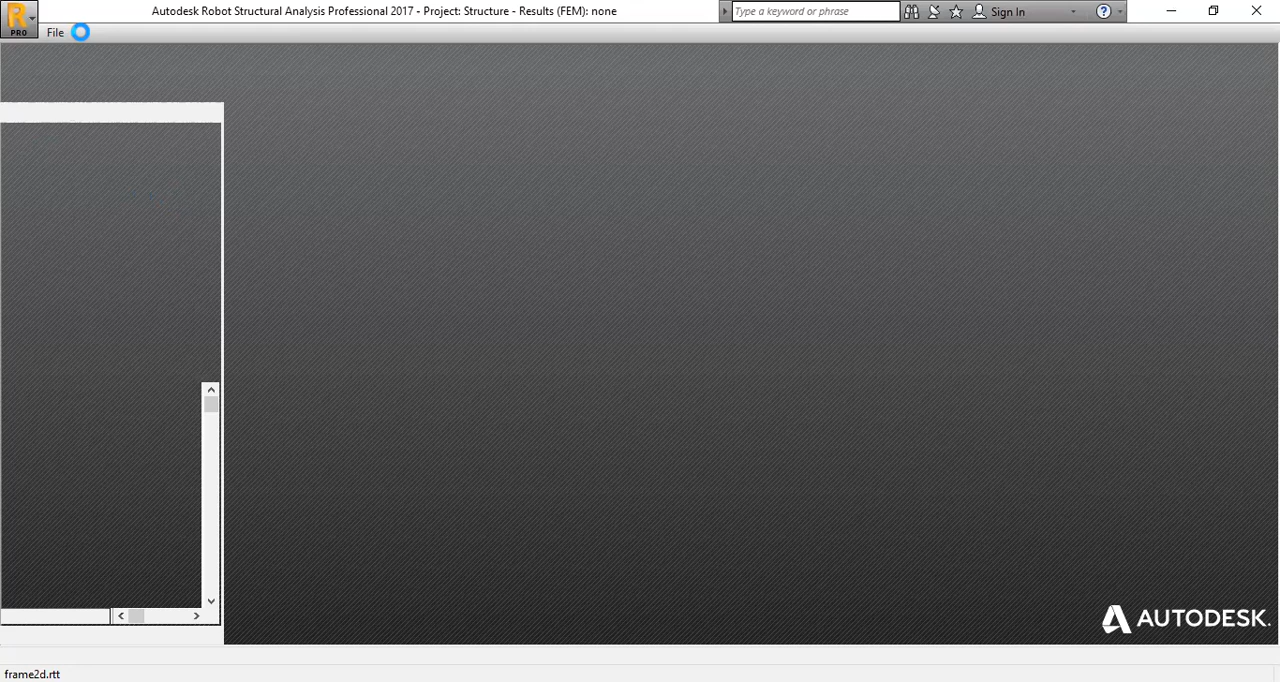 Autodesk Robot Structural Analysis Professional 2017 - Project: Structure - Results (FEM): none
Type a keyword or phrase
Sign In
PRO
File
AUTODESK.
frame2d.rtt